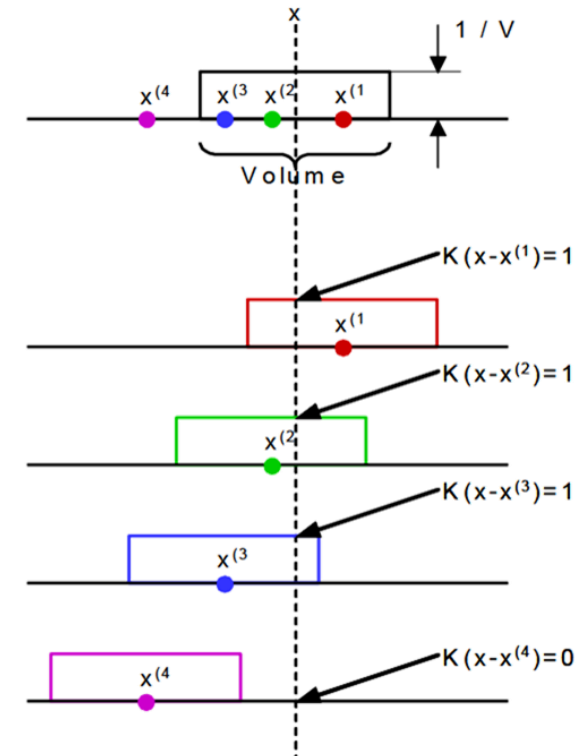 x
1 / V
x(4 x(3 x(2 x(1
Volume
K(x-x(1)=1
x(1
K(x-x(2)=1
x(2
K(x-x(3)=1
x(3
K(x-x(4)=0
x(4